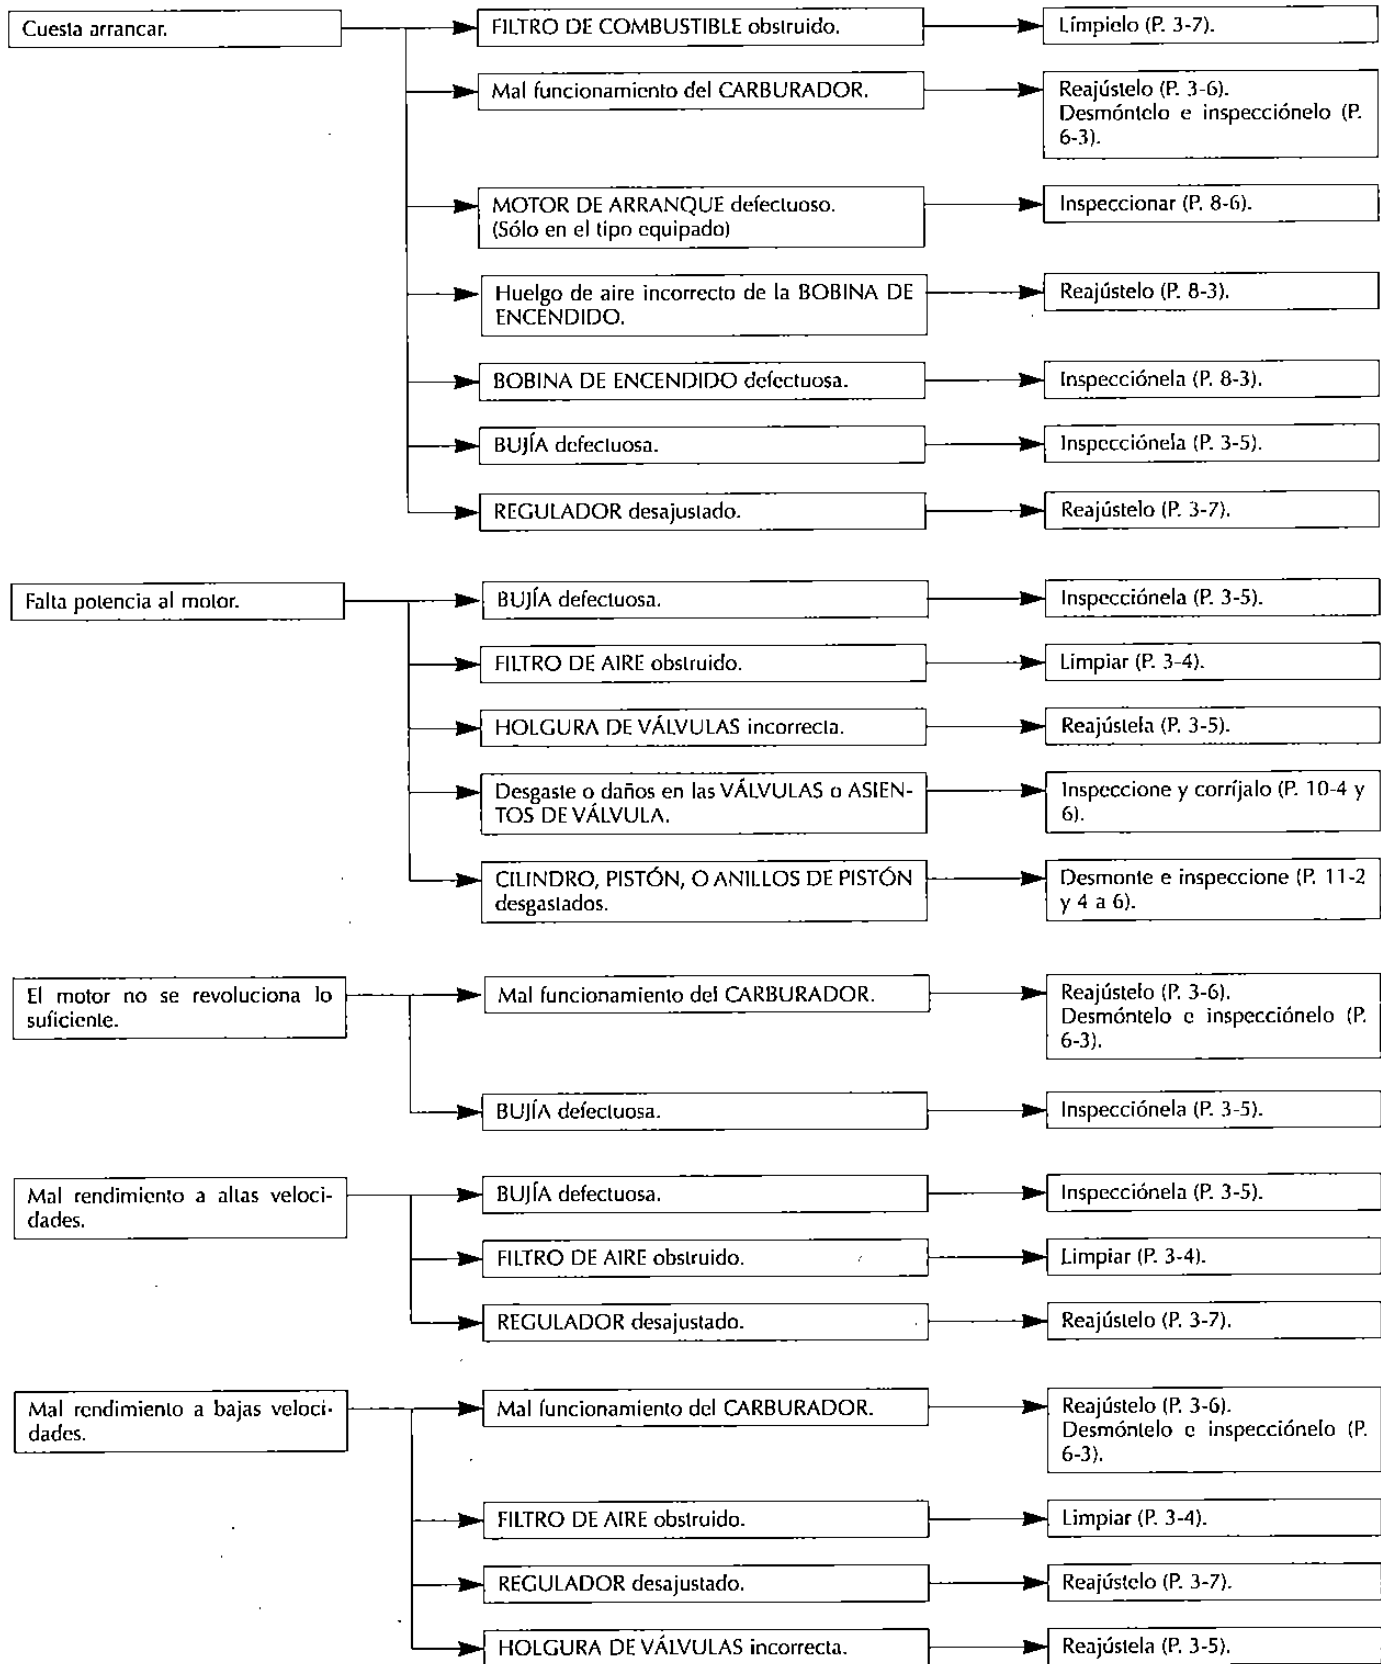 Cuesta arrancar.
FILTRO DE COMBUSTIBLE obstruido.
Límpielo (P. 3-7).
Mal funcionamiento del CARBURADOR.
Reajústelo (P. 3-6).
Desmóntelo e inspecciónelo (P.
6-3).
MOTOR DE ARRANQUE defectuoso.
(Sólo en el tipo equipado)
Inspeccionar (P. 8-6).
Huelgo de aire incorrecto de la BOBINA DE
ENCENDIDO.
Reajústelo (P. 8-3).
BOBINA DE ENCENDIDO defectuosa.
Inspecciónela (P. 8-3).
BUJÍA defectuosa.
Inspecciónela (P. 3-5).
REGULADOR desajustado.
Reajústelo (P. 3-7).
Falta potencia al motor.
BUJÍA defectuosa.
Inspecciónela (P. 3-5).
FILTRO DE AIRE obstruido.
Limpiar (P. 3-4).
HOLGURA DE VÁLVULAS incorrecta.
Reajústela (P. 3-5).
Desgaste o daños en las VÁLVULAS o ASIEN-
TOS DE VÁLVULA.
Inspeccione y corríjalo (P. 10-4 y
6).
CILINDRO, PISTÓN, O ANILLOS DE PISTÓN
desgastados.
Desmonte e inspeccione (P. 11-2
y 4 a 6).
El motor no se revoluciona lo
suficiente.
Mal funcionamiento del CARBURADOR.
Reajústelo (P. 3-6).
Desmóntelo e inspecciónelo (P.
6-3).
BUJÍA defectuosa.
Inspecciónela (P. 3-5).
Mal rendimiento a altas veloci-
dades.
BUJÍA defectuosa.
Inspecciónela (P. 3-5).
FILTRO DE AIRE obstruido.
Limpiar (P. 3-4).
REGULADOR desajustado.
Reajústelo (P. 3-7).
Mal rendimiento a bajas veloci-
dades.
Mal funcionamiento del CARBURADOR.
Reajústelo (P. 3-6).
Desmóntelo e inspecciónelo (P.
6-3).
FILTRO DE AIRE obstruido.
Limpiar (P. 3-4).
REGULADOR desajustado.
Reajústelo (P. 3-7).
HOLGURA DE VÁLVULAS incorrecta.
Reajústela (P. 3-5).